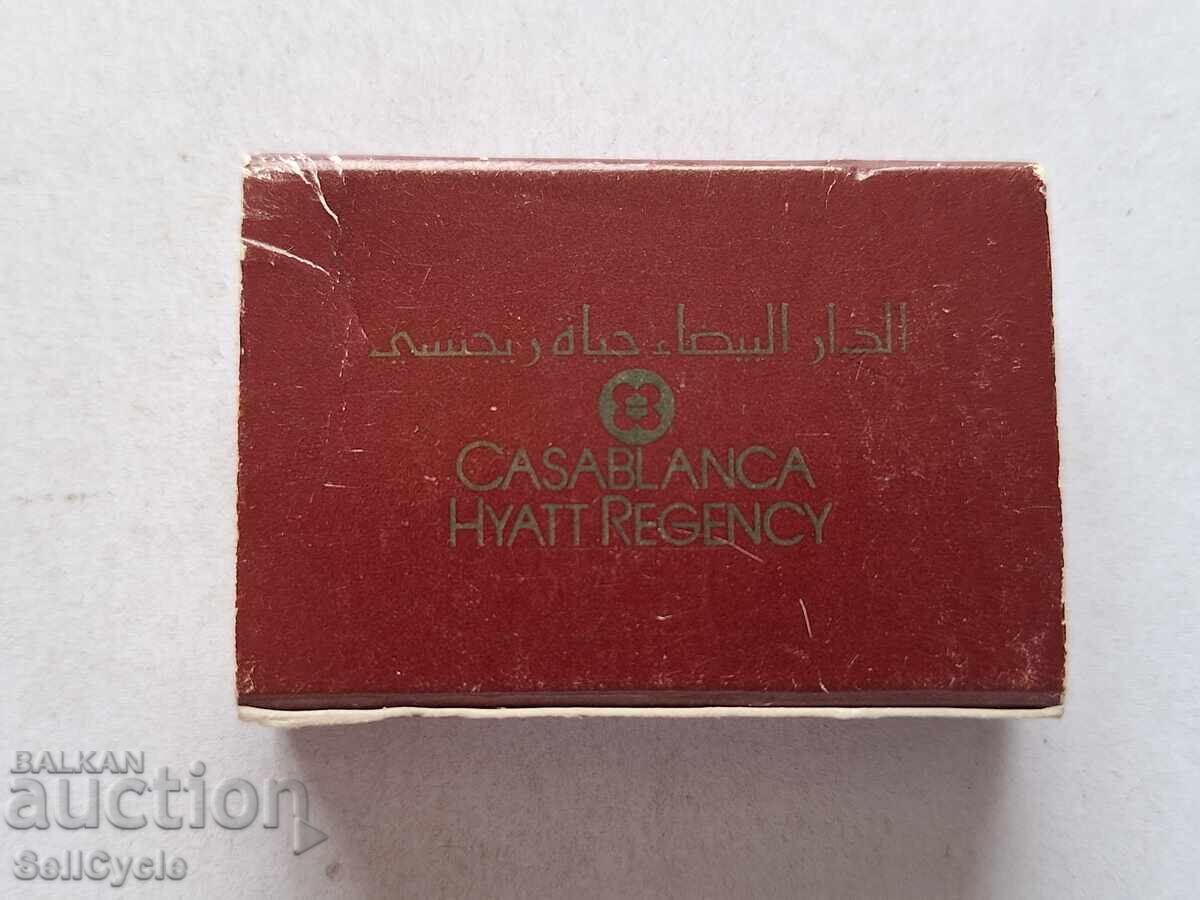 الدار البيضاء حياة ريجنسي
CASABLANCA
HYATT REGENCY
BALKAN
auction
SellCycle